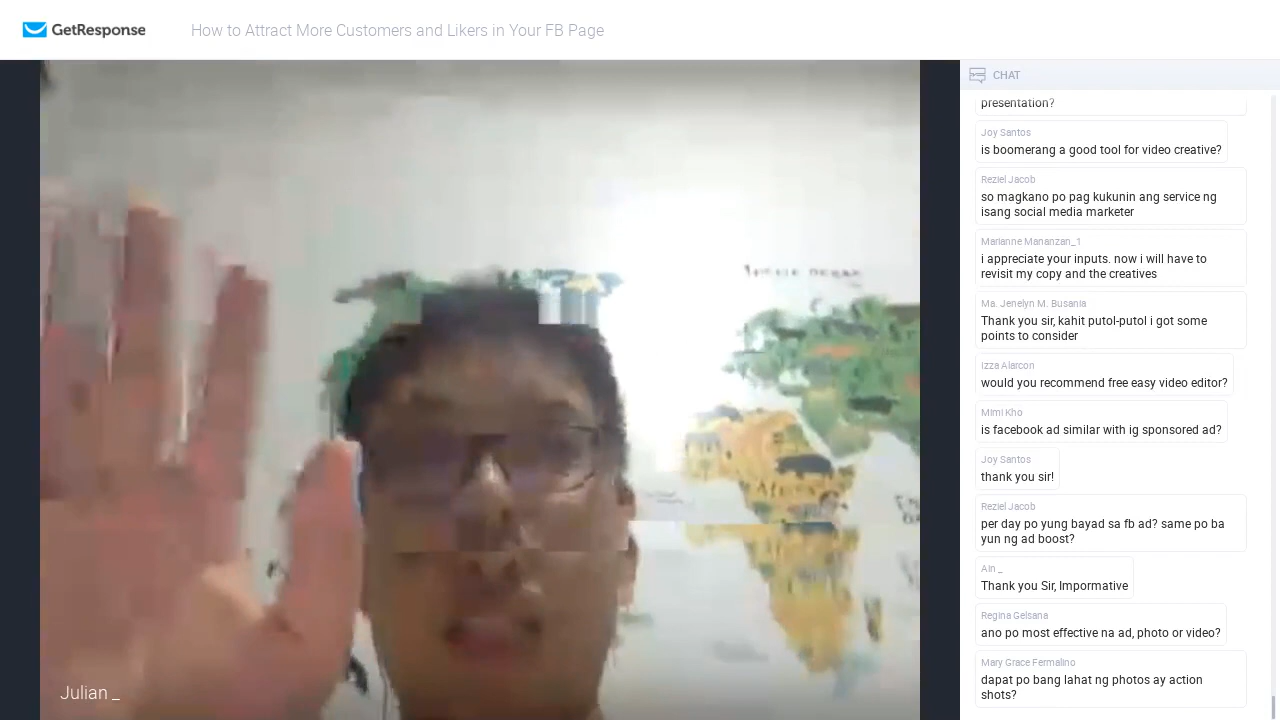 GetResponse
How to Attract More Customers and Likers in Your FB Page
CHAT
presentation?
Joy Santos
is boomerang a good tool for video creative?
Reziel Jacob
so magkano po pag kukunin ang service ng
isang social media marketer
Marianne Mananzan_1
i appreciate your inputs. now i will have to
revisit my copy and the creatives
Ma. Jenelyn M. Busania
Thank you sir, kahit putol-putol i got some
points to consider
Izza Alarcon
would you recommend free easy video editor?
Mimi Kho
is facebook ad similar with ig sponsored ad?
Joy Santos
thank you sir!
Reziel Jacob
per day po yung bayad sa fb ad? same po ba
yun ng ad boost?
Ain _
Thank you Sir, Impormative
Regina Gelsana
ano po most effective na ad, photo or video?
Mary Grace Fermalino
dapat po bang lahat ng photos ay action
shots?
Africa
Julian _